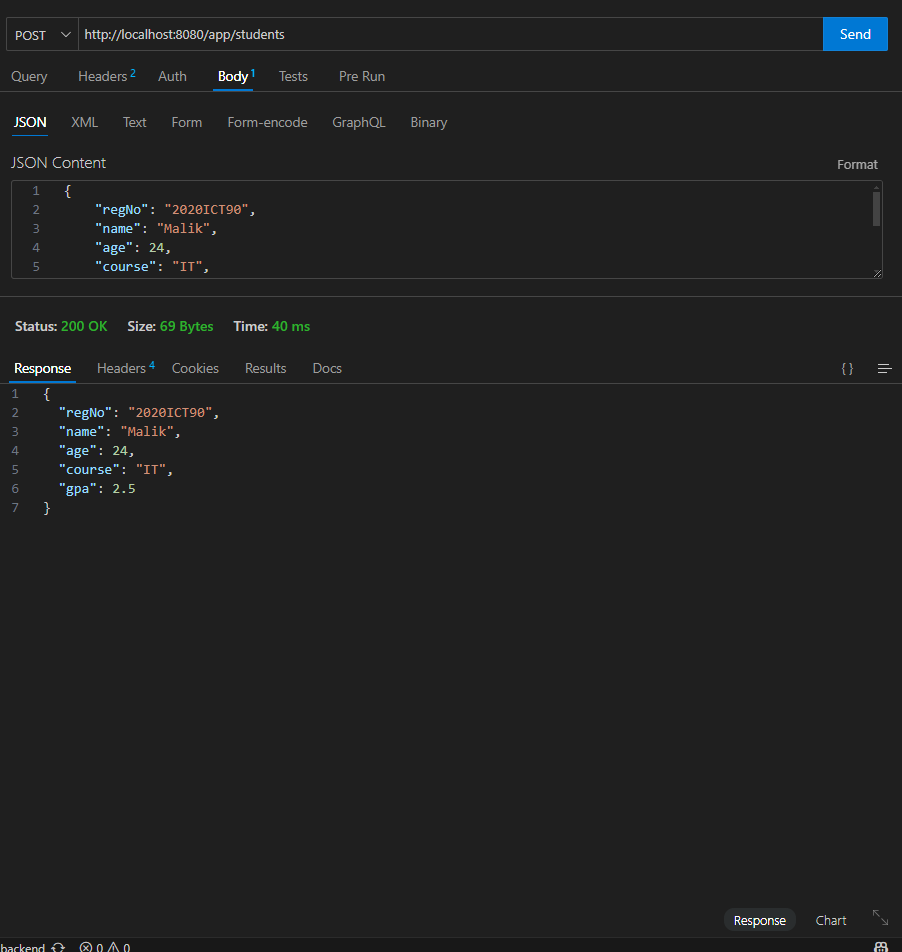 POST http://localhost:8080/app/students Send
Query Headers 2 Auth Body 1 Tests Pre Run
JSON XML Text Form Form-encode GraphQL Binary
JSON Content Format
1 {
2 "regNo": "2020ICT90",
3 "name": "Malik",
4 "age": 24,
5 "course": "IT",
Status: 200 OK Size: 69 Bytes Time: 40 ms
Response Headers 4 Cookies Results Docs { }
1 {
2 "regNo": "2020ICT90",
3 "name": "Malik",
4 "age": 24,
5 "course": "IT",
6 "gpa": 2.5
7 }
Response Chart
backend 0 0